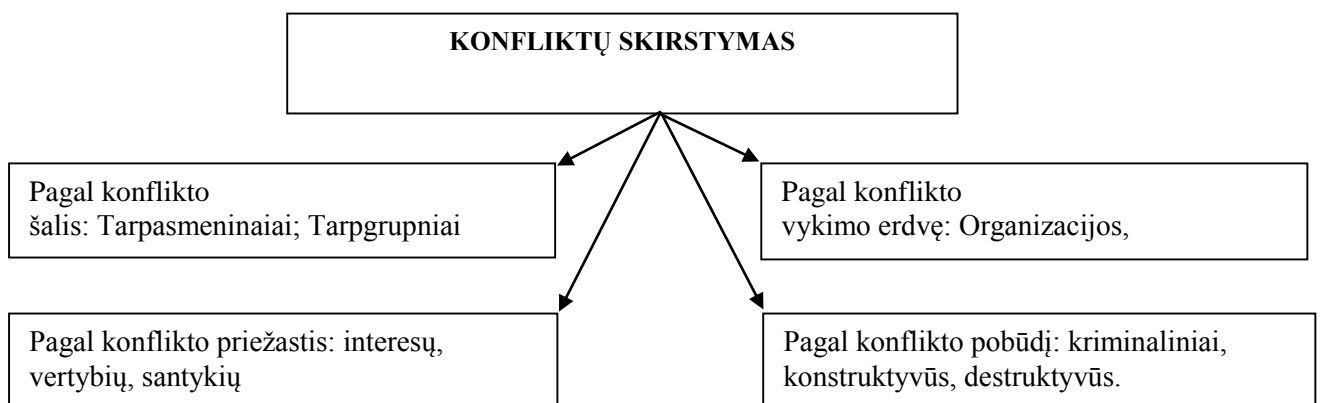 KONFLIKTŲ SKIRSTYMAS
Pagal konflikto
šalis: Tarpasmeninaiai; Tarpgrupniai
Pagal konflikto
vykimo erdvę: Organizacijos,
Pagal konflikto priežastis: interesų,
vertybių, santykių
Pagal konflikto pobūdį: kriminaliniai,
konstruktyvūs, destruktyvūs.